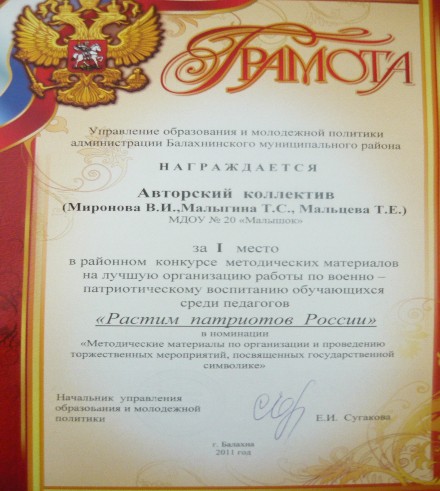 ГРАМОТА
Управление образования и молодежной политики
администрации Балахнинского муниципального района
НАГРАЖДАЕТСЯ
Авторский коллектив
(Миронова В.И.,Малыгина Т.С., Мальцева Т.Е.)
МДОУ № 20 «Малышок»
за I место
в районном конкурсе методических материалов
на лучшую организацию работы по военно –
патриотическому воспитанию обучающихся
среди педагогов
«Растим патриотов России»
в номинации
«Методические материалы по организации и проведению
торжественных мероприятий, посвященных государственной
символике»
Начальник управления
образования и молодежной
политики
Е.И. Сугакова
г. Балахна
2011 год